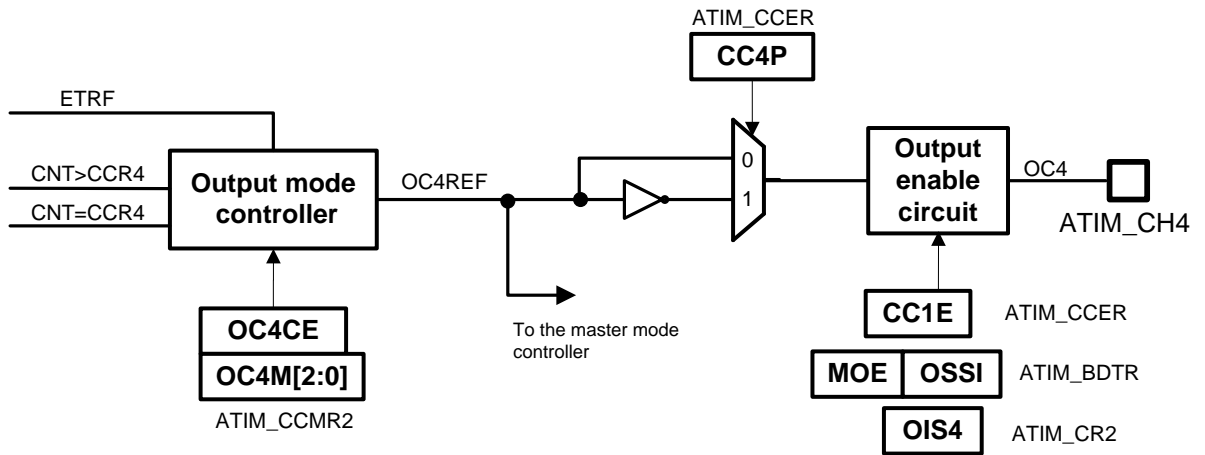 ATIM_CCER
CC4P
ETRF
CNT>CCR4
CNT=CCR4
Output mode
controller
OC4REF
0
1
Output
enable
circuit
OC4
ATIM_CH4
OC4CE
OC4M[2:0]
ATIM_CCMR2
To the master mode
controller
CC1E
ATIM_CCER
MOE
OSSI
ATIM_BDTR
OIS4
ATIM_CR2